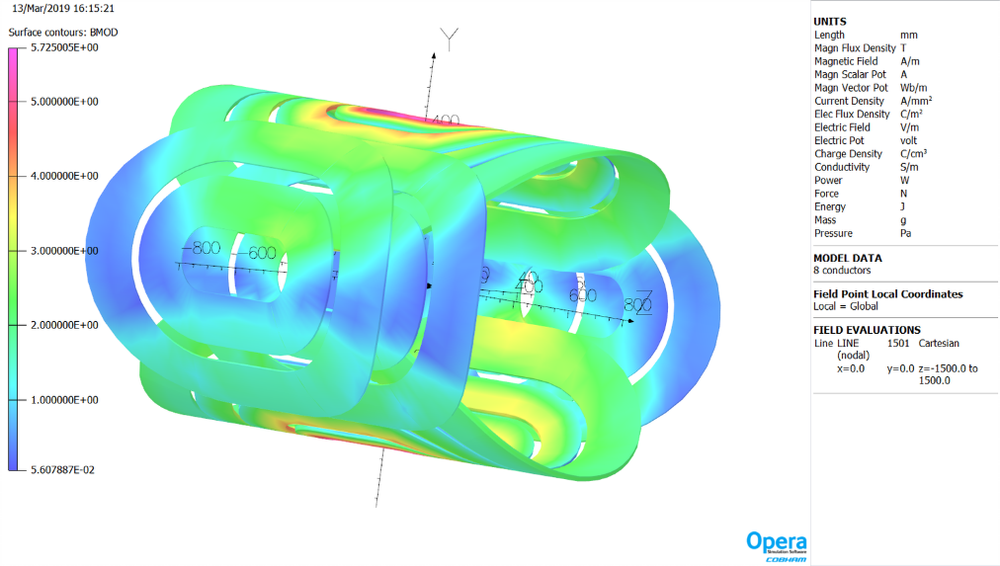 13/Mar/2019 16:15:21
Surface contours: BMOD
5.725005E+00
5.000000E+00
4.000000E+00
3.000000E+00
2.000000E+00
1.000000E+00
5.607887E-02
Y
400
-800
-600
400
600
800
Z
UNITS
Length mm
Magn Flux Density T
Magnetic Field A/m
Magn Scalar Pot A
Magn Vector Pot Wb/m
Current Density A/mm²
Elec Flux Density C/m²
Electric Field V/m
Electric Pot volt
Charge Density C/cm³
Conductivity S/m
Power W
Force N
Energy J
Mass g
Pressure Pa
MODEL DATA
8 conductors
Field Point Local Coordinates
Local = Global
FIELD EVALUATIONS
Line LINE 1501 Cartesian
(nodal)
x=0.0 y=0.0 z=-1500.0 to
1500.0
Opera
Simulation Software
COBHAM